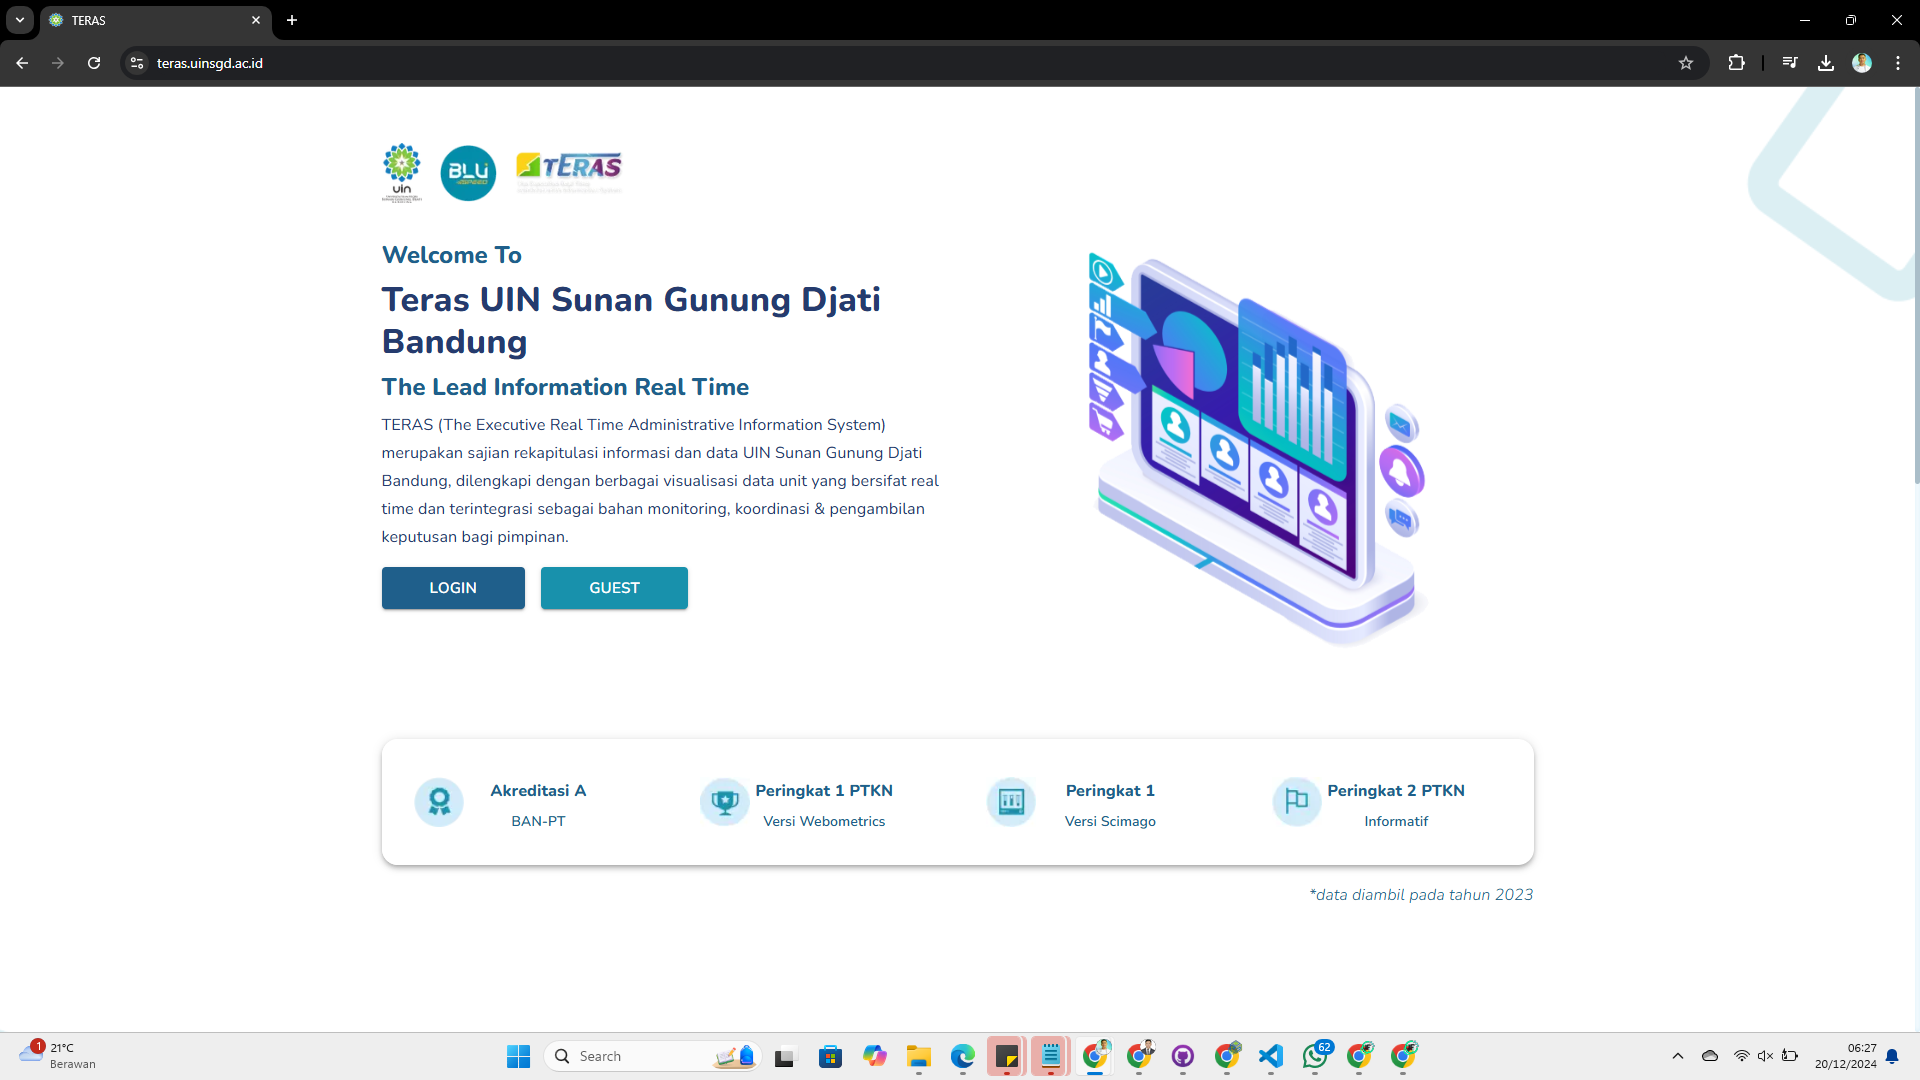 TERAS
teras.uinsgd.ac.id
uin
BLU
TERAS
Welcome To
Teras UIN Sunan Gunung Djati
Bandung
The Lead Information Real Time
TERAS (The Executive Real Time Administrative Information System)
merupakan sajian rekapitulasi informasi dan data UIN Sunan Gunung Djati
Bandung, dilengkapi dengan berbagai visualisasi data unit yang bersifat real
time dan terintegrasi sebagai bahan monitoring, koordinasi & pengambilan
keputusan bagi pimpinan.
LOGIN
GUEST
Akreditasi A
BAN-PT
Peringkat 1 PTKN
Versi Webometrics
Peringkat 1
Versi Scimago
Peringkat 2 PTKN
Informatif
*data diambil pada tahun 2023
1
21°C
Berawan
Search
62
06:27
20/12/2024